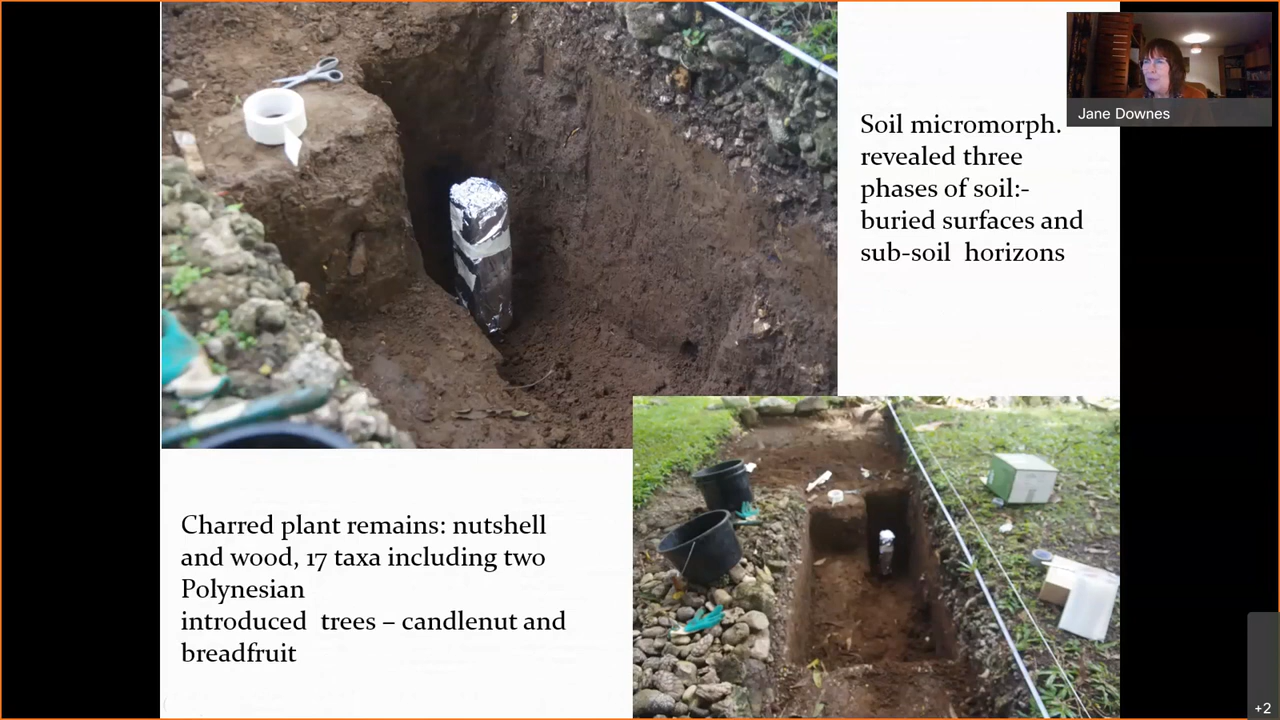 Jane Downes
Soil micromorph.
revealed three
phases of soil:-
buried surfaces and
sub-soil horizons
Charred plant remains: nutshell
and wood, 17 taxa including two
Polynesian
introduced trees – candlenut and
breadfruit
+2